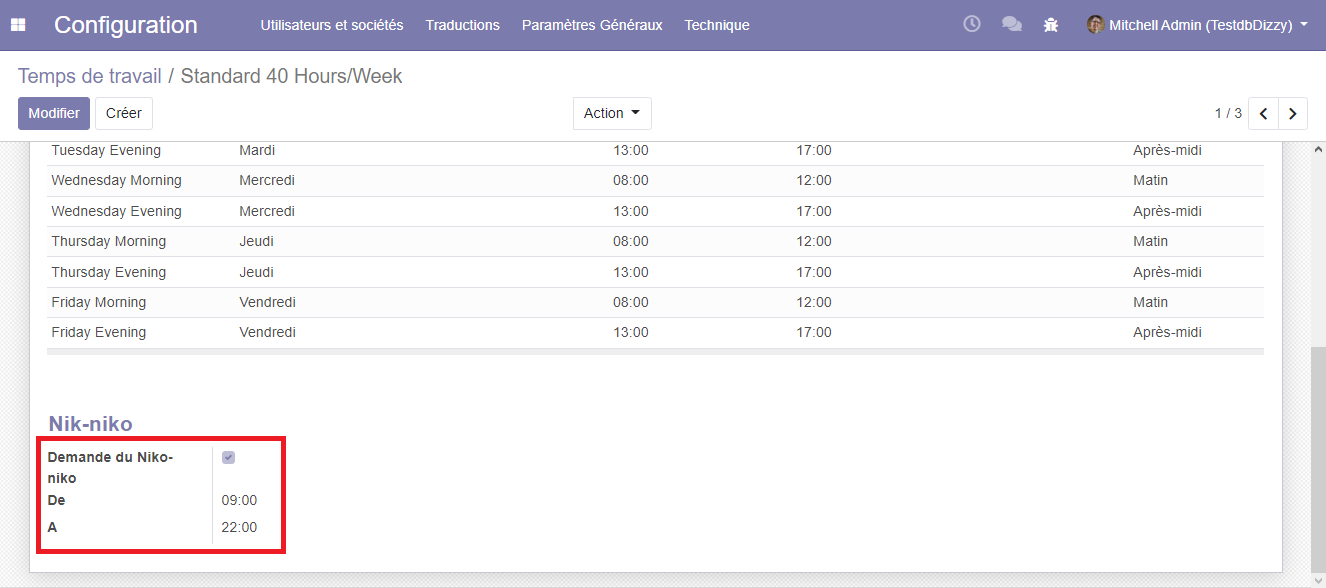 Configuration Utilisateurs et sociétés Traductions Paramètres Généraux Technique Mitchell Admin (TestdbDizzy)
Temps de travail / Standard 40 Hours/Week
Modifier Créer Action 1 / 3
Tuesday Evening Mardi 13:00 17:00 Après-midi
Wednesday Morning Mercredi 08:00 12:00 Matin
Wednesday Evening Mercredi 13:00 17:00 Après-midi
Thursday Morning Jeudi 08:00 12:00 Matin
Thursday Evening Jeudi 13:00 17:00 Après-midi
Friday Morning Vendredi 08:00 12:00 Matin
Friday Evening Vendredi 13:00 17:00 Après-midi
Nik-niko
Demande du Niko-
niko
De 09:00
A 22:00